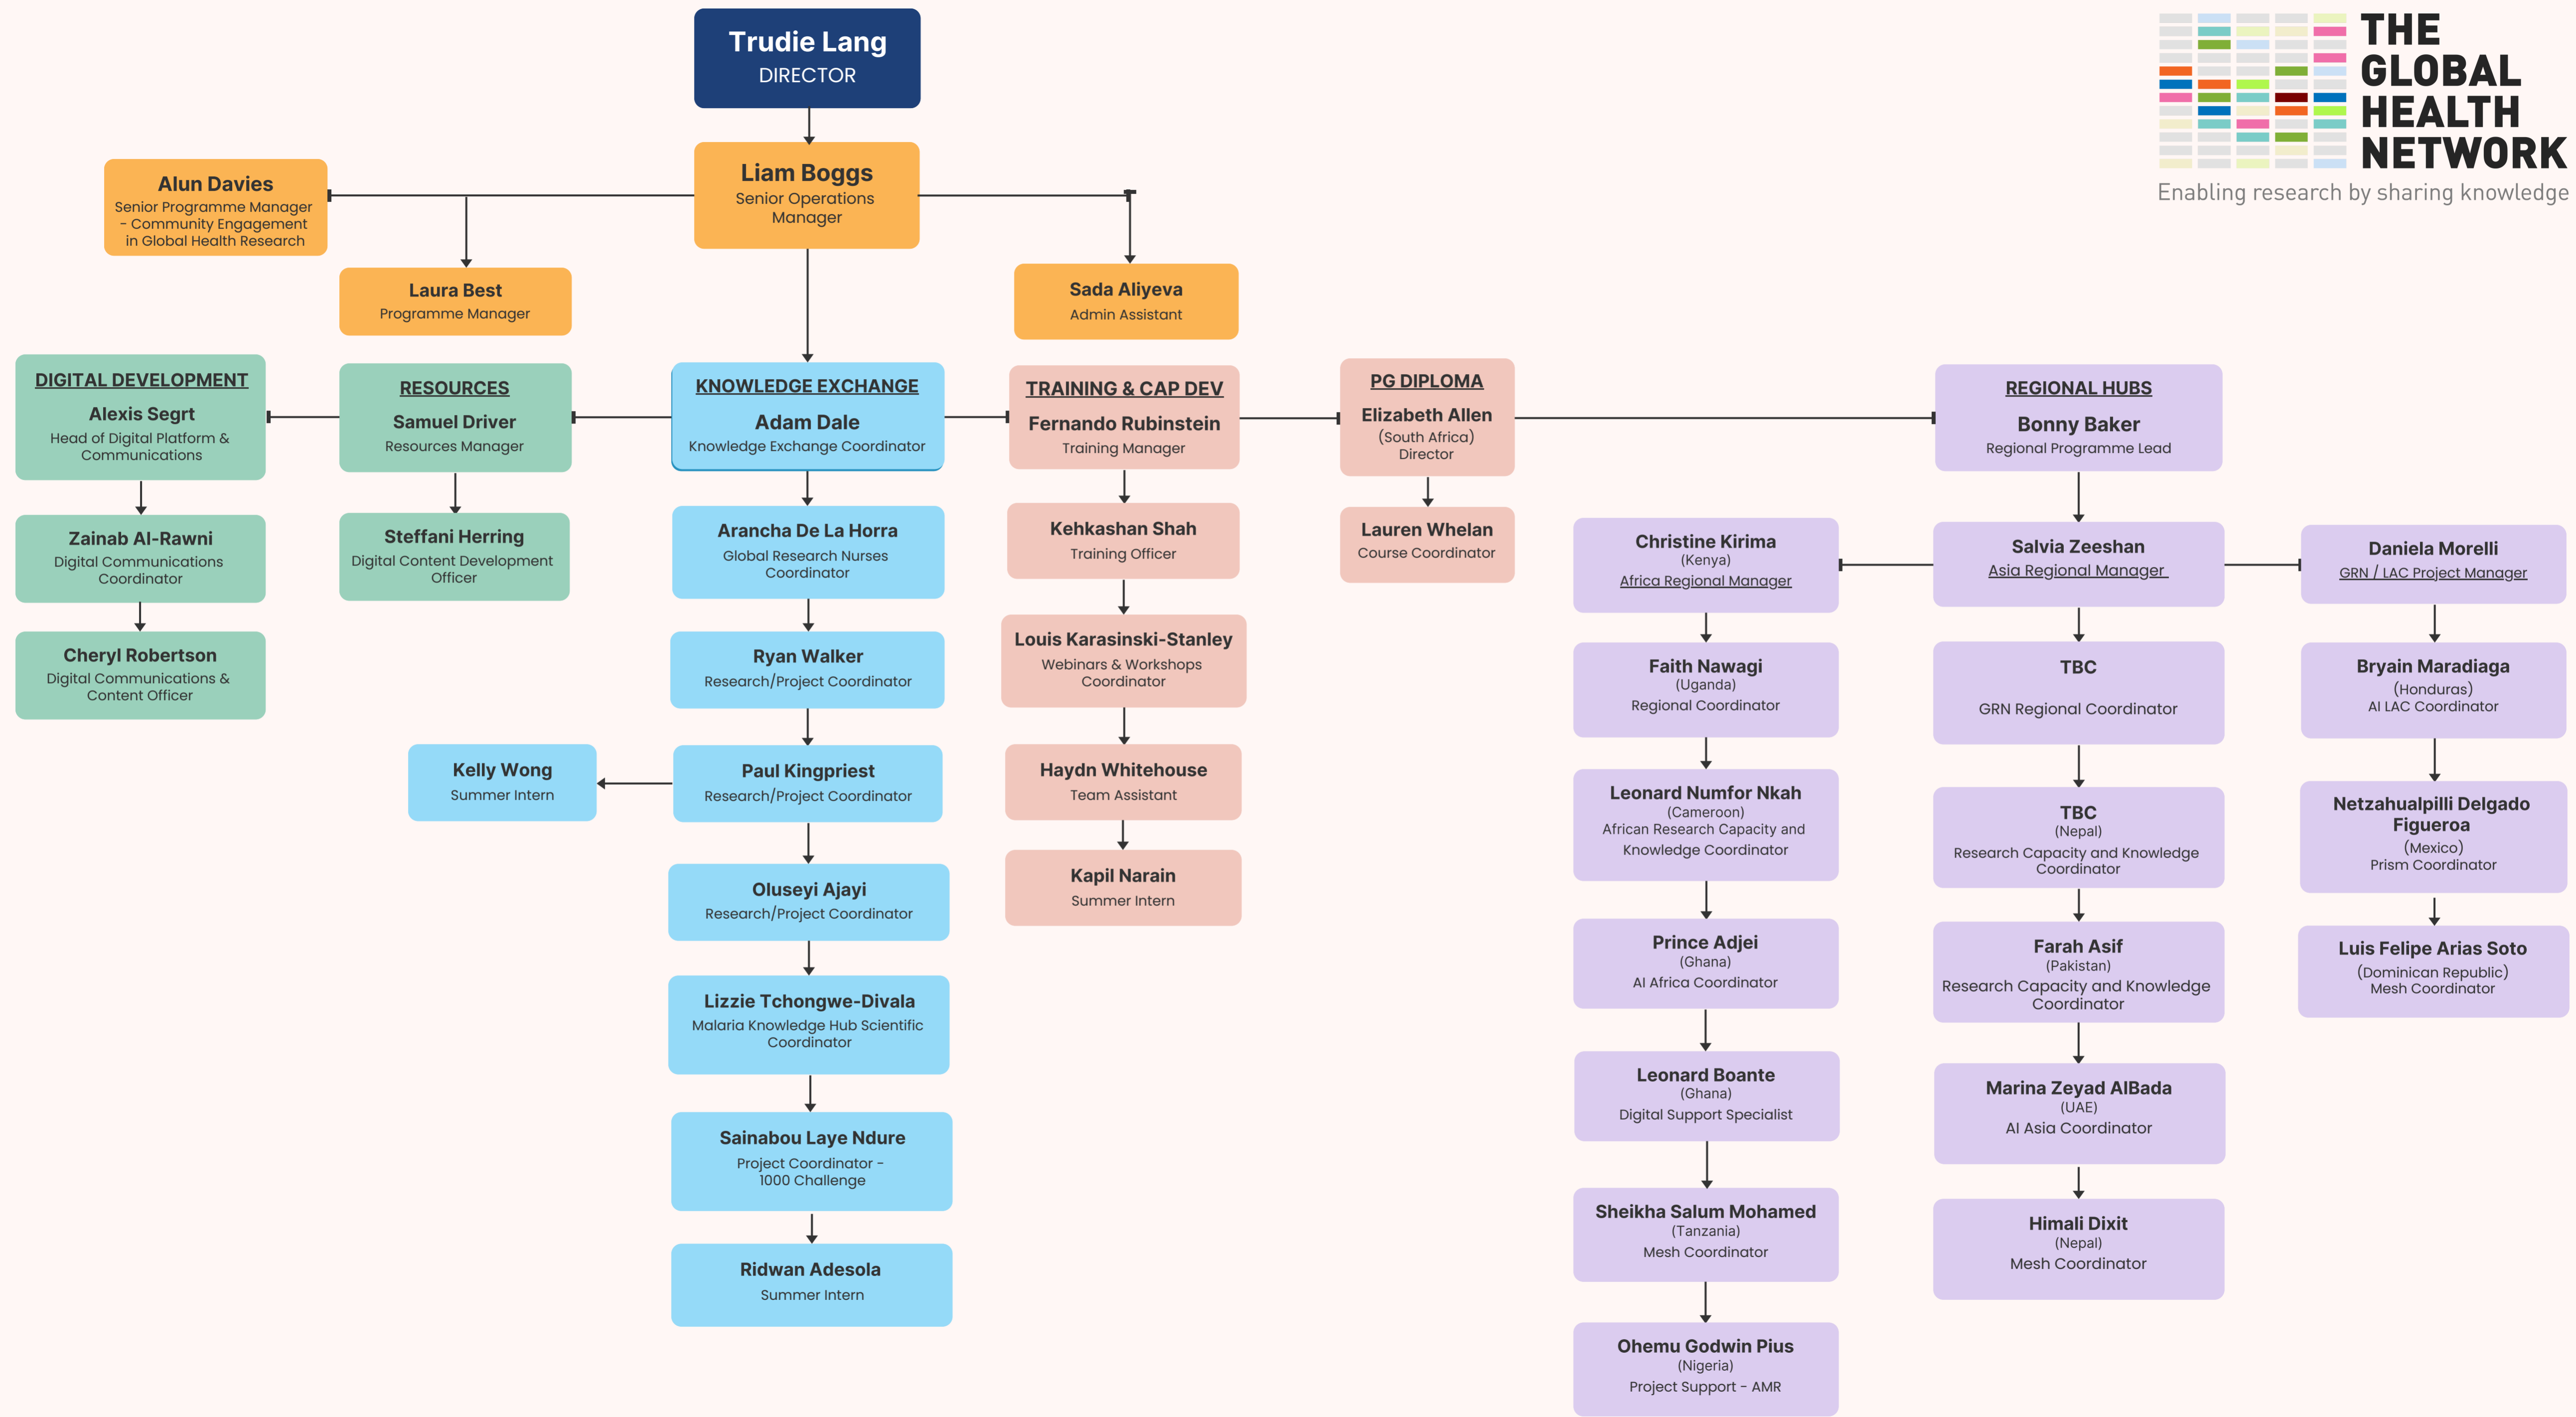 Trudie Lang
DIRECTOR
THE
GLOBAL
HEALTH
NETWORK
Enabling research by sharing knowledge
Alun Davies
Senior Programme Manager
- Community Engagement
in Global Health Research
Liam Boggs
Senior Operations
Manager
Laura Best
Programme Manager
Sada Aliyeva
Admin Assistant
DIGITAL DEVELOPMENT
Alexis Segrt
Head of Digital Platform &
Communications
Zainab Al-Rawni
Digital Communications
Coordinator
Cheryl Robertson
Digital Communications &
Content Officer
RESOURCES
Samuel Driver
Resources Manager
Steffani Herring
Digital Content Development
Officer
KNOWLEDGE EXCHANGE
Adam Dale
Knowledge Exchange Coordinator
Arancha De La Horra
Global Research Nurses
Coordinator
Ryan Walker
Research/Project Coordinator
Kelly Wong
Summer Intern
Paul Kingpriest
Research/Project Coordinator
Oluseyi Ajayi
Research/Project Coordinator
Lizzie Tchongwe-Divala
Malaria Knowledge Hub Scientific
Coordinator
Sainabou Laye Ndure
Project Coordinator -
1000 Challenge
Ridwan Adesola
Summer Intern
TRAINING & CAP DEV
Fernando Rubinstein
Training Manager
Kehkashan Shah
Training Officer
Louis Karasinski-Stanley
Webinars & Workshops
Coordinator
Haydn Whitehouse
Team Assistant
Kapil Narain
Summer Intern
PG DIPLOMA
Elizabeth Allen
(South Africa)
Director
Lauren Whelan
Course Coordinator
REGIONAL HUBS
Bonny Baker
Regional Programme Lead
Christine Kirima
(Kenya)
Africa Regional Manager
Faith Nawagi
(Uganda)
Regional Coordinator
Leonard Numfor Nkah
(Cameroon)
African Research Capacity and
Knowledge Coordinator
Prince Adjei
(Ghana)
AI Africa Coordinator
Leonard Boante
(Ghana)
Digital Support Specialist
Sheikha Salum Mohamed
(Tanzania)
Mesh Coordinator
Ohemu Godwin Pius
(Nigeria)
Project Support - AMR
Salvia Zeeshan
Asia Regional Manager
TBC
GRN Regional Coordinator
TBC
(Nepal)
Research Capacity and Knowledge
Coordinator
Farah Asif
(Pakistan)
Research Capacity and Knowledge
Coordinator
Marina Zeyad AlBada
(UAE)
AI Asia Coordinator
Himali Dixit
(Nepal)
Mesh Coordinator
Daniela Morelli
GRN / LAC Project Manager
Bryain Maradiaga
(Honduras)
AI LAC Coordinator
Netzahualpilli Delgado
Figueroa
(Mexico)
Prism Coordinator
Luis Felipe Arias Soto
(Dominican Republic)
Mesh Coordinator